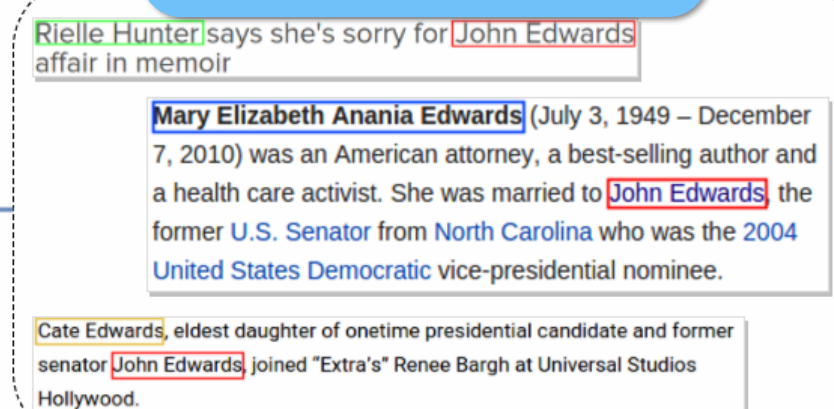 Rielle Hunter says she's sorry for John Edwards
affair in memoir
Mary Elizabeth Anania Edwards (July 3, 1949 – December
7, 2010) was an American attorney, a best-selling author and
a health care activist. She was married to John Edwards, the
former U.S. Senator from North Carolina who was the 2004
United States Democratic vice-presidential nominee.
Cate Edwards, eldest daughter of onetime presidential candidate and former
senator John Edwards, joined “Extra's” Renee Bargh at Universal Studios
Hollywood.